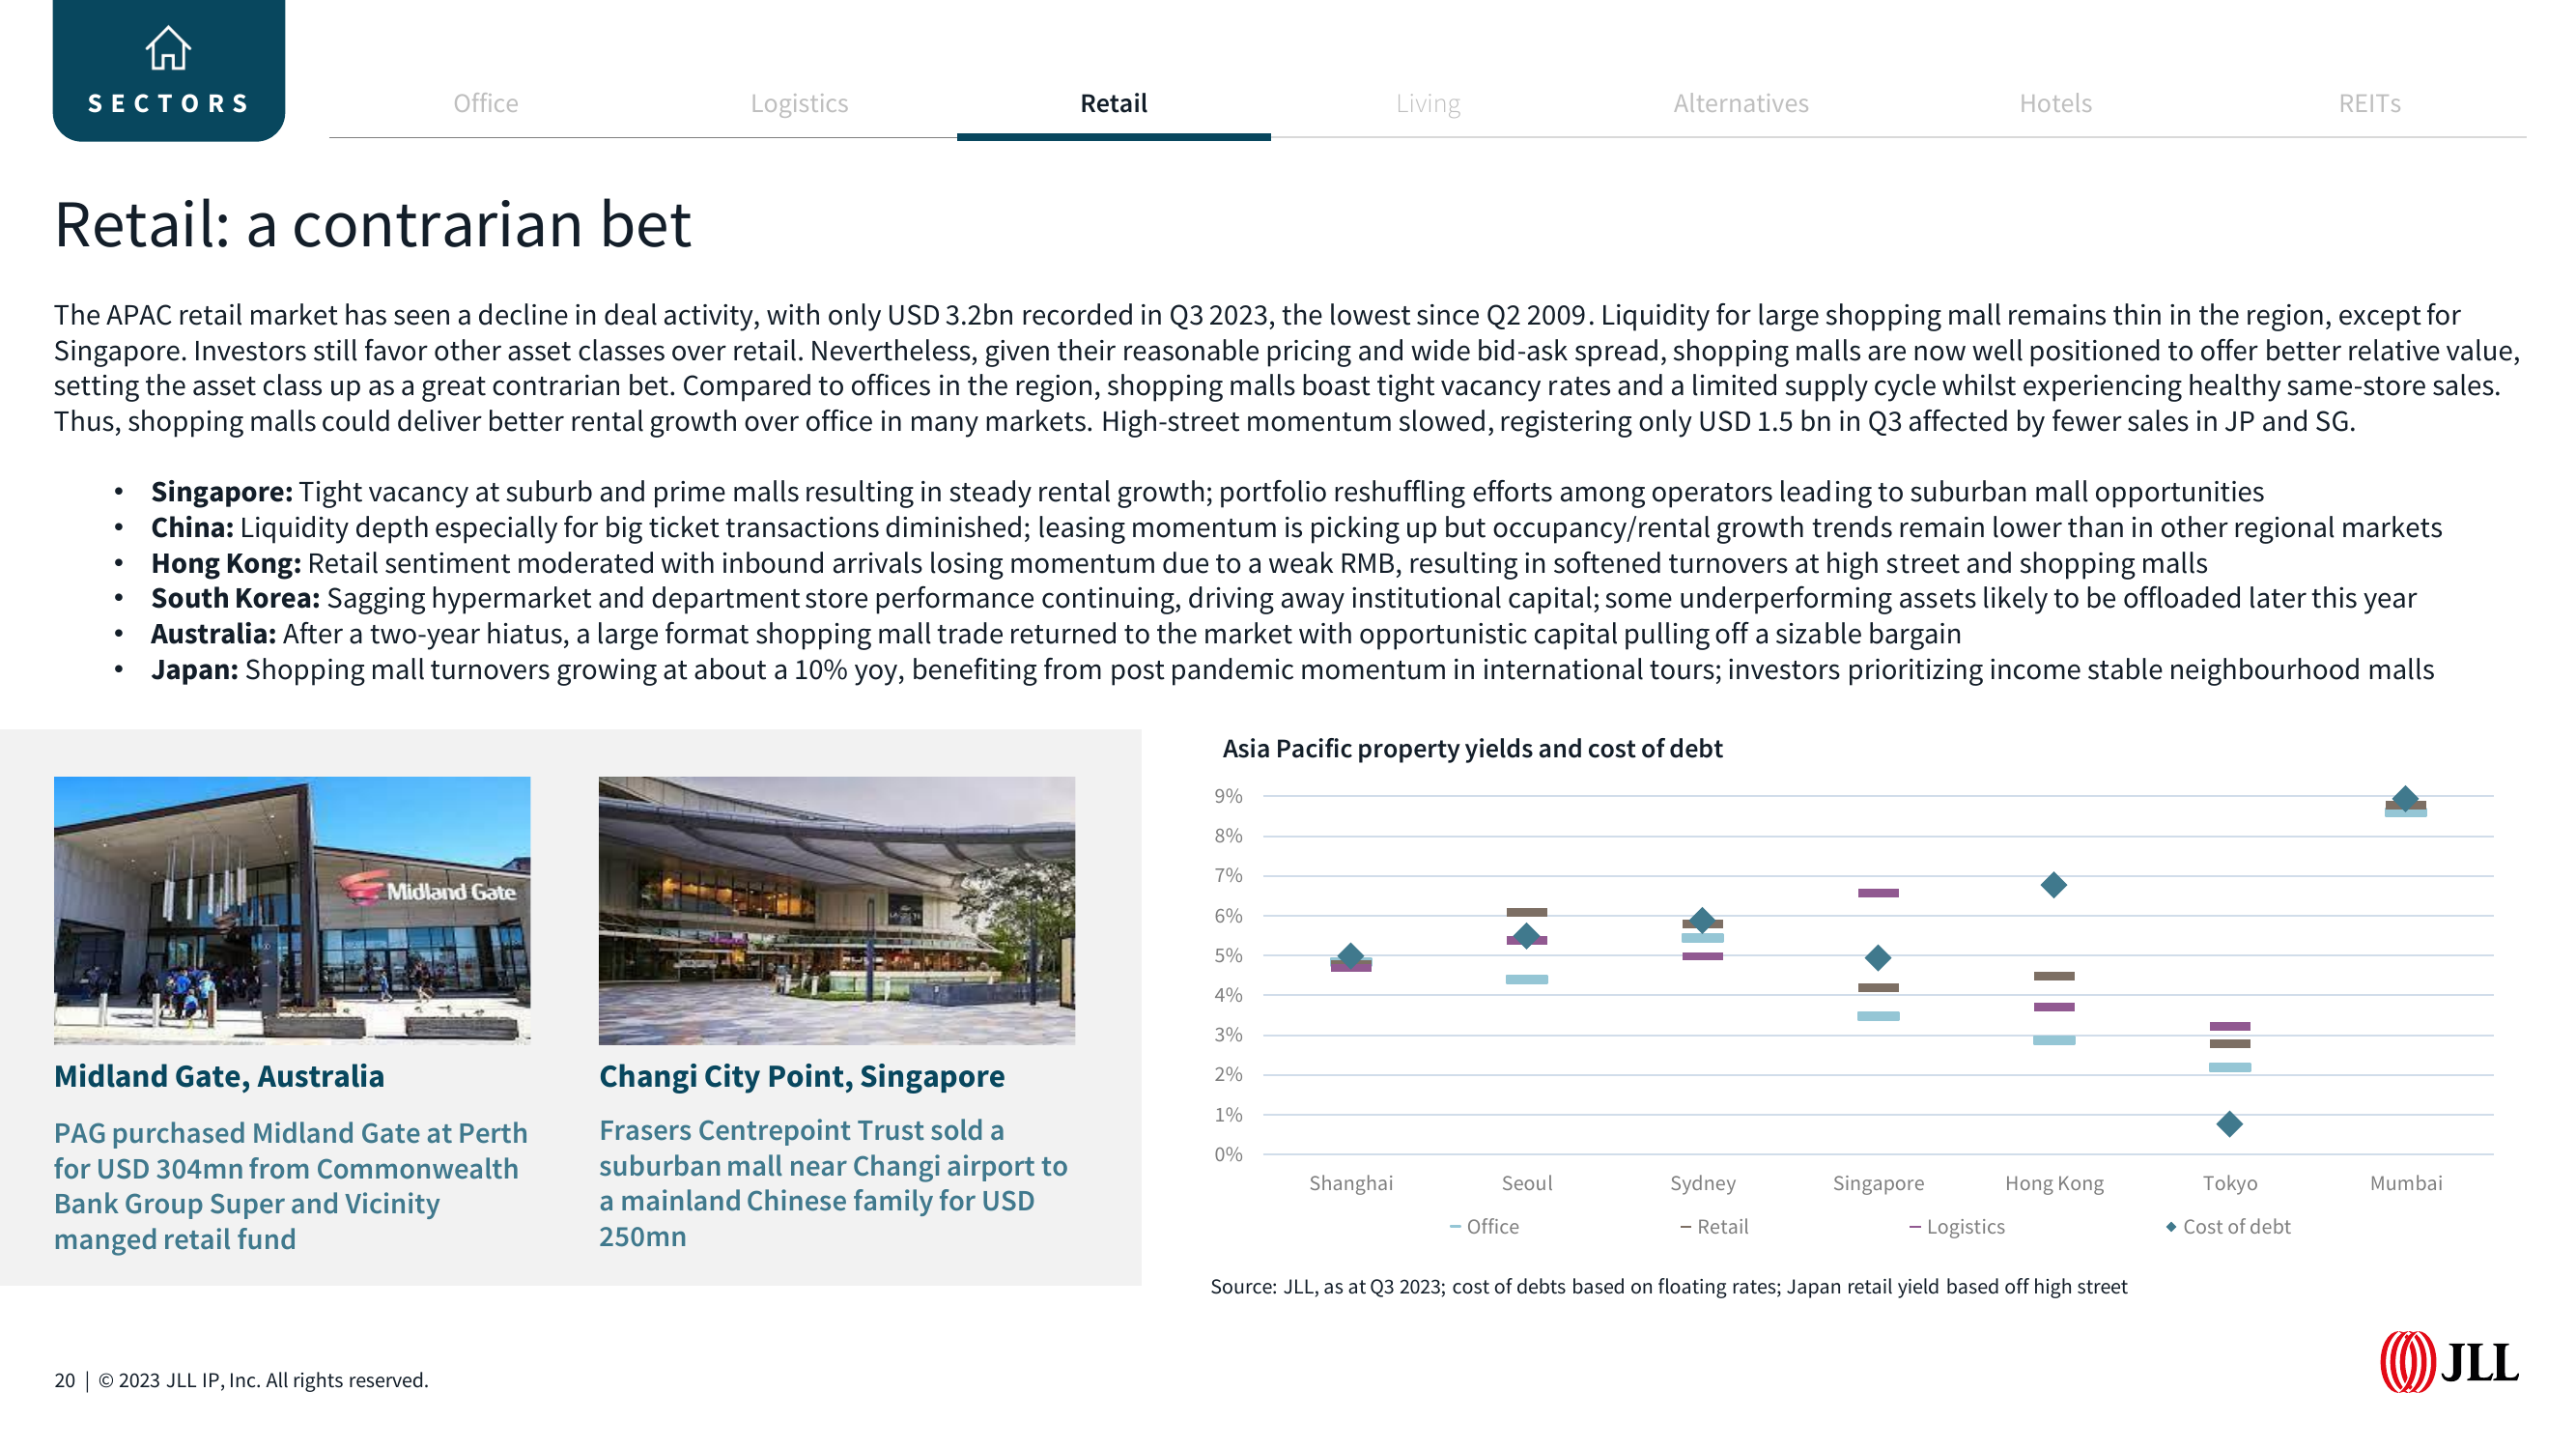 SECTORS
Office Logistics Retail Living Alternatives Hotels REITs
Retail: a contrarian bet
The APAC retail market has seen a decline in deal activity, with only USD 3.2bn recorded in Q3 2023, the lowest since Q2 2009. Liquidity for large shopping mall remains thin in the region, except for
Singapore. Investors still favor other asset classes over retail. Nevertheless, given their reasonable pricing and wide bid-ask spread, shopping malls are now well positioned to offer better relative value,
setting the asset class up as a great contrarian bet. Compared to offices in the region, shopping malls boast tight vacancy rates and a limited supply cycle whilst experiencing healthy same-store sales.
Thus, shopping malls could deliver better rental growth over office in many markets. High-street momentum slowed, registering only USD 1.5 bn in Q3 affected by fewer sales in JP and SG.
• Singapore: Tight vacancy at suburb and prime malls resulting in steady rental growth; portfolio reshuffling efforts among operators leading to suburban mall opportunities
• China: Liquidity depth especially for big ticket transactions diminished; leasing momentum is picking up but occupancy/rental growth trends remain lower than in other regional markets
• Hong Kong: Retail sentiment moderated with inbound arrivals losing momentum due to a weak RMB, resulting in softened turnovers at high street and shopping malls
• South Korea: Sagging hypermarket and department store performance continuing, driving away institutional capital; some underperforming assets likely to be offloaded later this year
• Australia: After a two-year hiatus, a large format shopping mall trade returned to the market with opportunistic capital pulling off a sizable bargain
• Japan: Shopping mall turnovers growing at about a 10% yoy, benefiting from post pandemic momentum in international tours; investors prioritizing income stable neighbourhood malls
Midland Gate
Midland Gate, Australia
PAG purchased Midland Gate at Perth
for USD 304mn from Commonwealth
Bank Group Super and Vicinity
manged retail fund
Changi City Point, Singapore
Frasers Centrepoint Trust sold a
suburban mall near Changi airport to
a mainland Chinese family for USD
250mn
Asia Pacific property yields and cost of debt
9%
8%
7%
6%
5%
4%
3%
2%
1%
0%
Shanghai Seoul Sydney Singapore Hong Kong Tokyo Mumbai
Office Retail Logistics Cost of debt
Source: JLL, as at Q3 2023; cost of debts based on floating rates; Japan retail yield based off high street
20 | © 2023 JLL IP, Inc. All rights reserved.
JLL